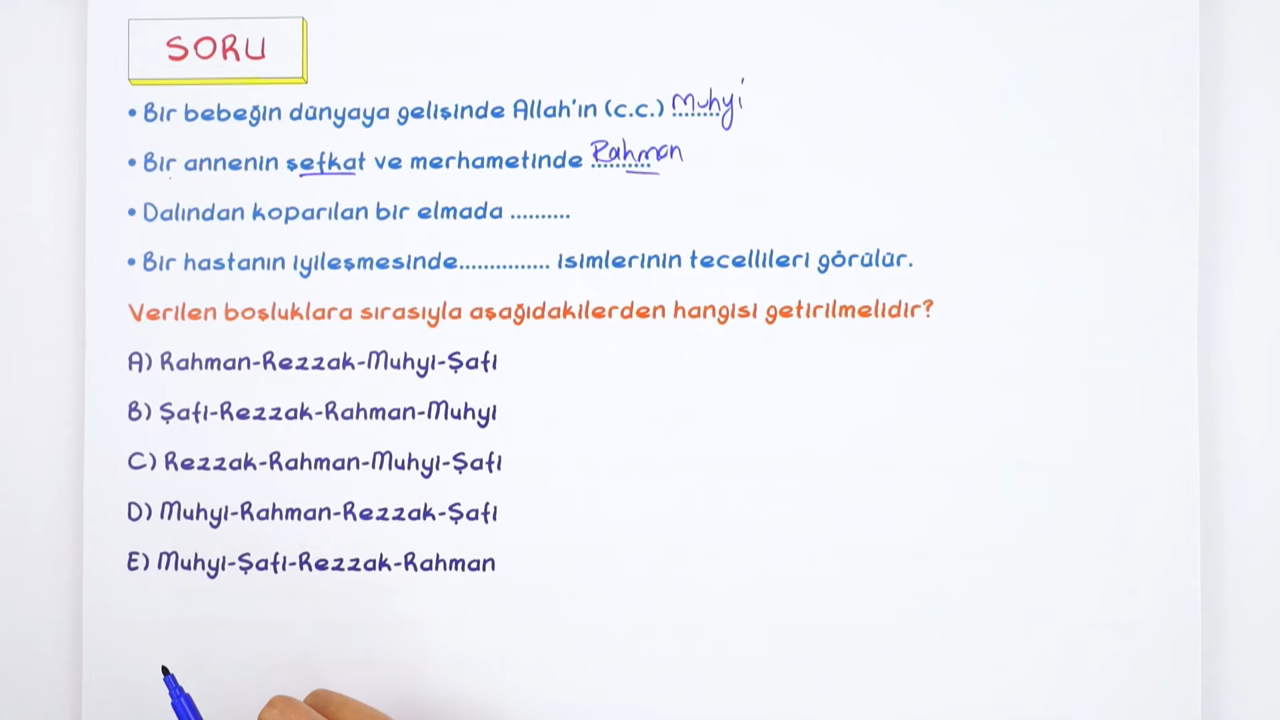 SORU
• Bir bebeğin dünyaya gelişinde Allah'ın (c.c.) ........ Muhyi
• Bir annenin şefkat ve merhametinde ......... Rahman
• Dalından koparılan bir elmada ..........
• Bir hastanın iyileşmesinde............... isimlerinin tecellileri görülür.
Verilen boşluklara sırasıyla aşağıdakilerden hangisi getirilmelidir?
A) Rahman-Rezzak-Muhyi-Şafi
B) Şafi-Rezzak-Rahman-Muhyi
C) Rezzak-Rahman-Muhyi-Şafi
D) Muhyi-Rahman-Rezzak-Şafi
E) Muhyi-Şafi-Rezzak-Rahman